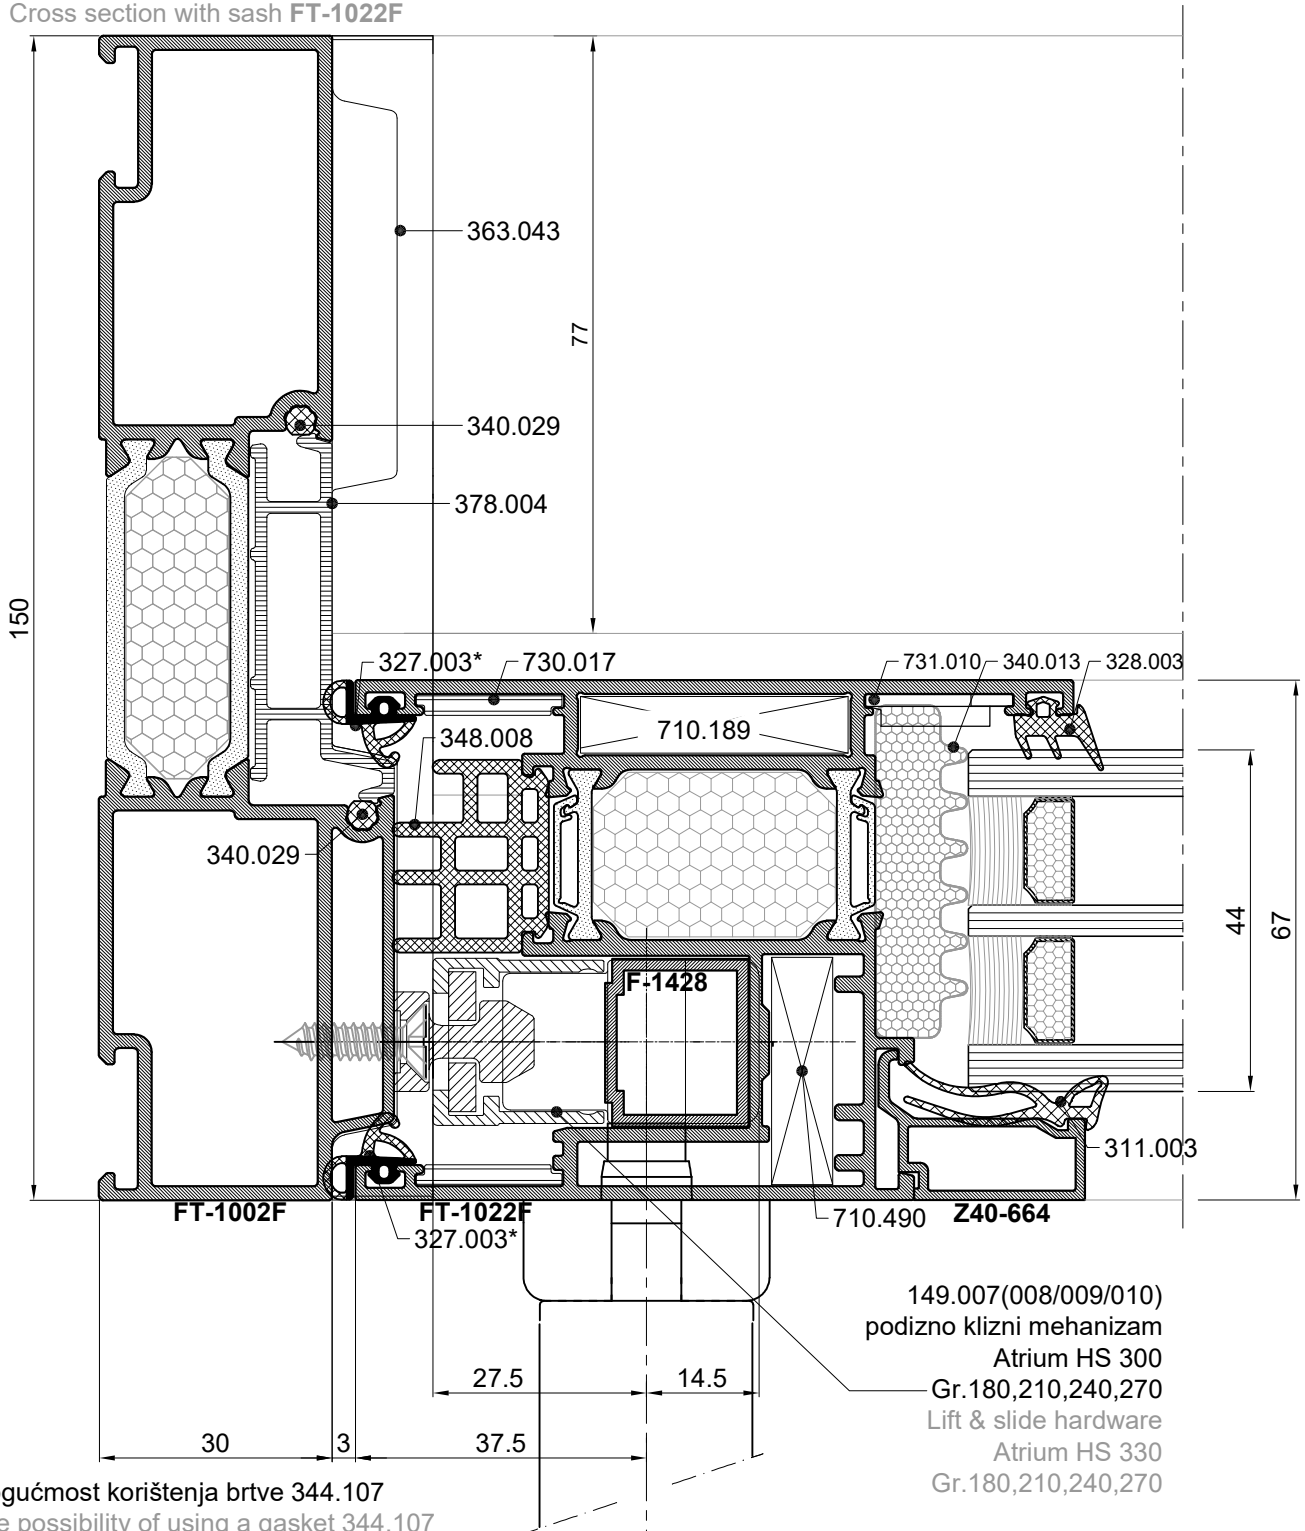 Cross section with sash FT-1022F
363.043
77
340.029
378.004
150
327.003*
730.017
731.010
340.013
328.003
710.189
348.008
340.029
44
67
F-1428
311.003
FT-1002F
FT-1022F
710.490
Z40-664
327.003*
149.007(008/009/010)
podizno klizni mehanizam
Atrium HS 300
Gr.180,210,240,270
Lift & slide hardware
Atrium HS 330
Gr.180,210,240,270
27.5
14.5
30
3
37.5
korištenja brtve 344.107
possibility of using a gasket 344.107